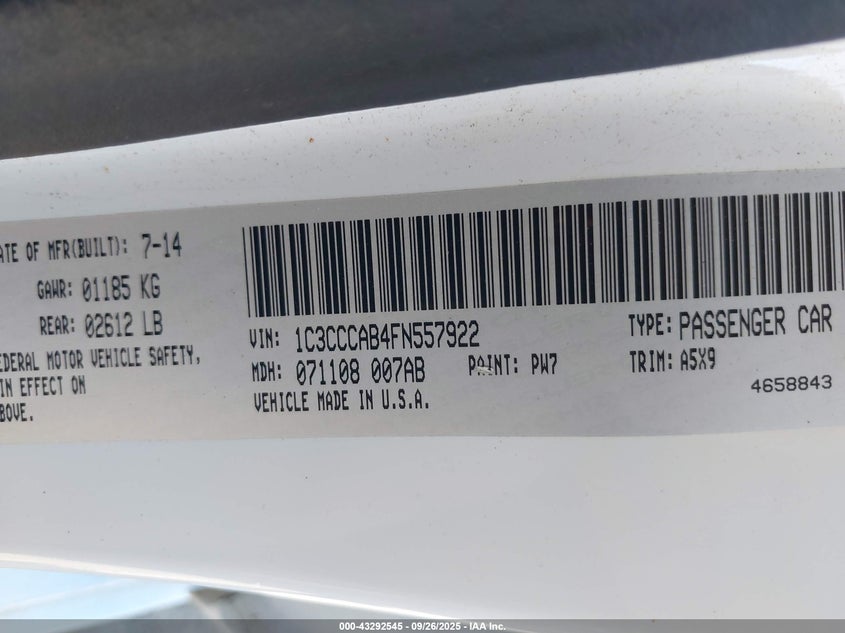 ATE OF MFR(BUILT): 7-14
GAWR: 01185 KG
REAR: 02612 LB
EDERAL MOTOR VEHICLE SAFETY,
IN EFFECT ON
BOVE.
VIN: 1C3CCCAB4FN557922 TYPE: PASSENGER CAR
MDH: 071108 007AB PAINT: PW7 TRIM: A5X9
VEHICLE MADE IN U.S.A. 4658843
000-43292545 - 09/26/2025 - IAA Inc.